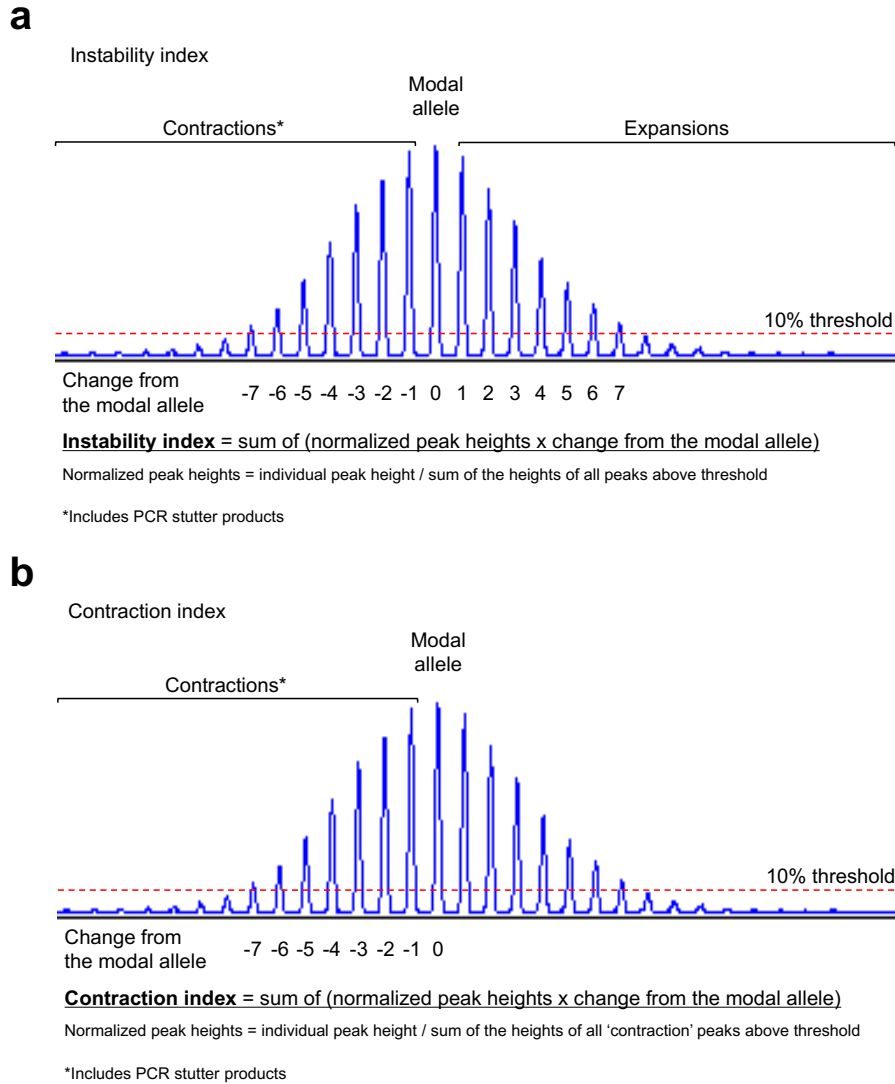 a
Instability index
Modal
allele
Contractions*
Expansions
10% threshold
Change from
the modal allele
-7 -6 -5 -4 -3 -2 -1 0 1 2 3 4 5 6 7
Instability index = sum of (normalized peak heights x change from the modal allele)
Normalized peak heights = individual peak height / sum of the heights of all peaks above threshold
*Includes PCR stutter products
b
Contraction index
Modal
allele
Contractions*
10% threshold
Change from
the modal allele
-7 -6 -5 -4 -3 -2 -1 0
Contraction index = sum of (normalized peak heights x change from the modal allele)
Normalized peak heights = individual peak height / sum of the heights of all ‘contraction’ peaks above threshold
*Includes PCR stutter products